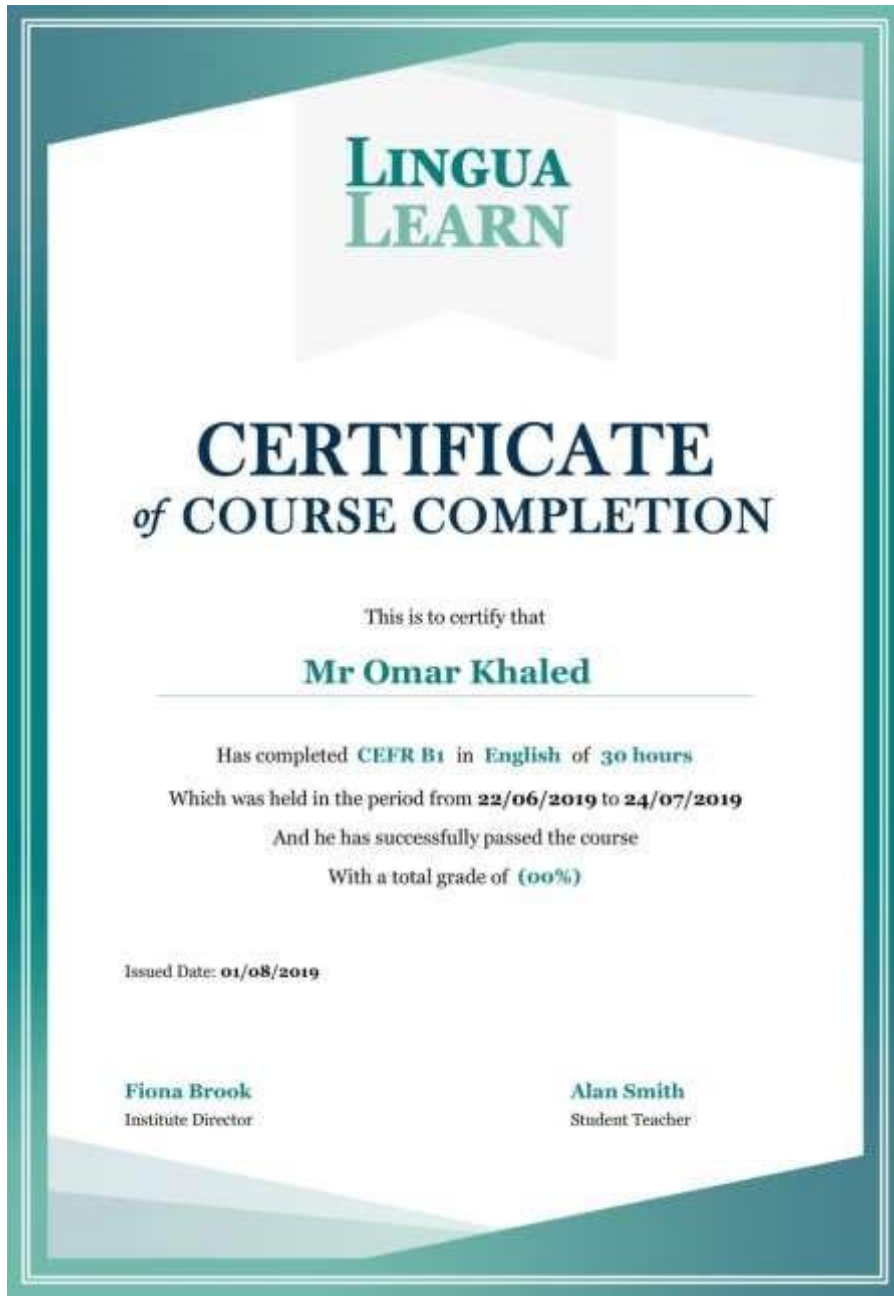 LINGUA
LEARN
CERTIFICATE
of COURSE COMPLETION
This is to certify that
Mr Omar Khaled
Has completed CEFR B1 in English of 30 hours
Which was held in the period from 22/06/2019 to 24/07/2019
And he has successfully passed the course
With a total grade of (00%)
Issued Date: 01/08/2019
Fiona Brook
Alan Smith
Institute Director
Student Teacher